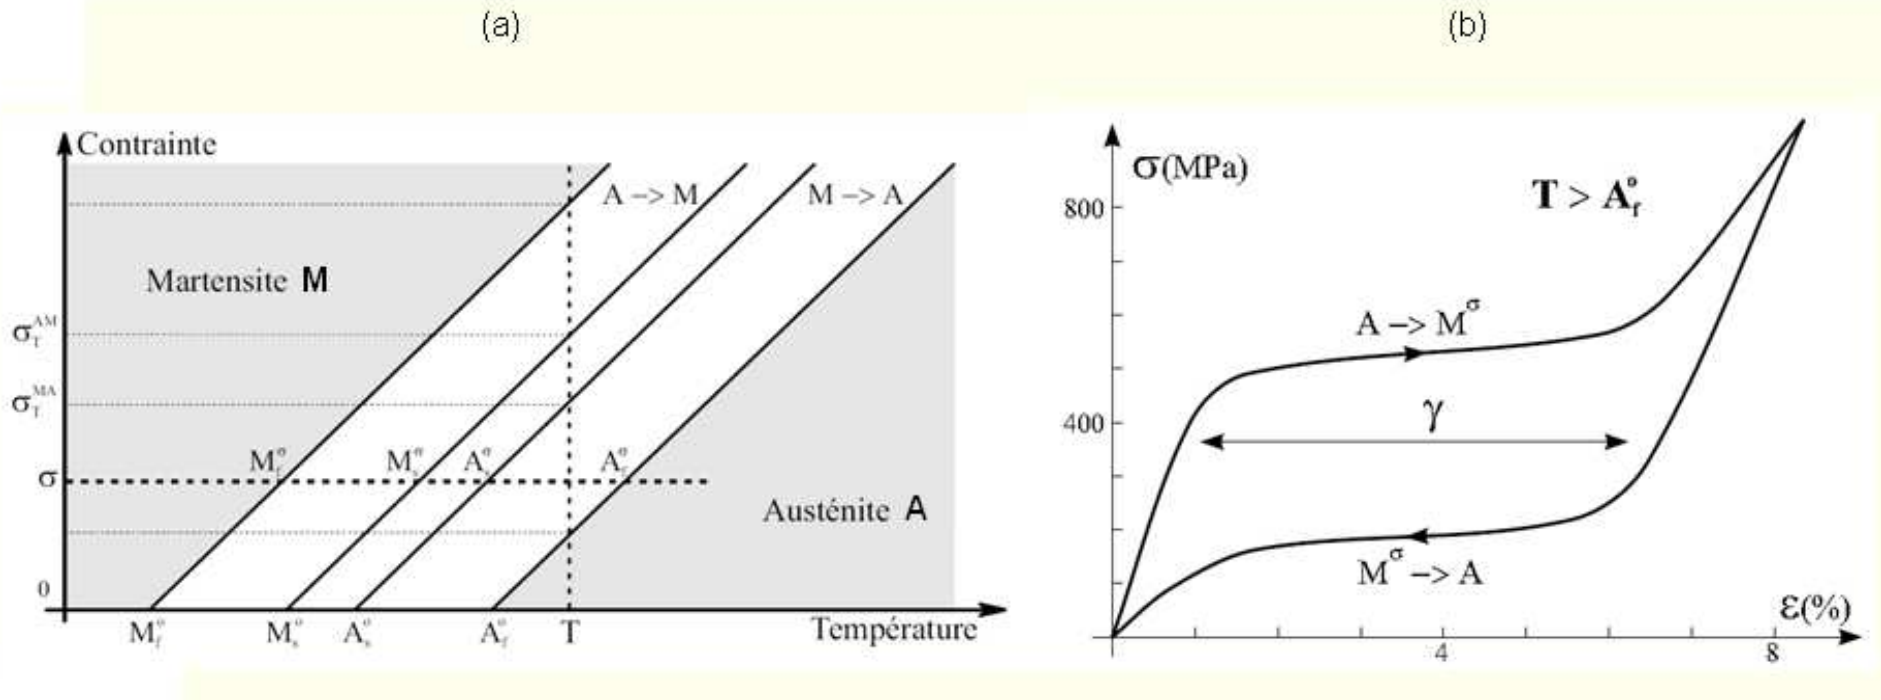 (a)
Contrainte
A –> M
M –> A
Martensite M
σ_T^AM
σ_T^MA
M_f^σ
M_s^σ
A_s^σ
A_f^σ
σ
Austénite A
0
M_f^o
M_s^o
A_s^o
A_f^o
T
Température
(b)
σ(MPa)
T > A_f^o
800
A –> M^σ
400
γ
M^σ –> A
ε(%)
4
8